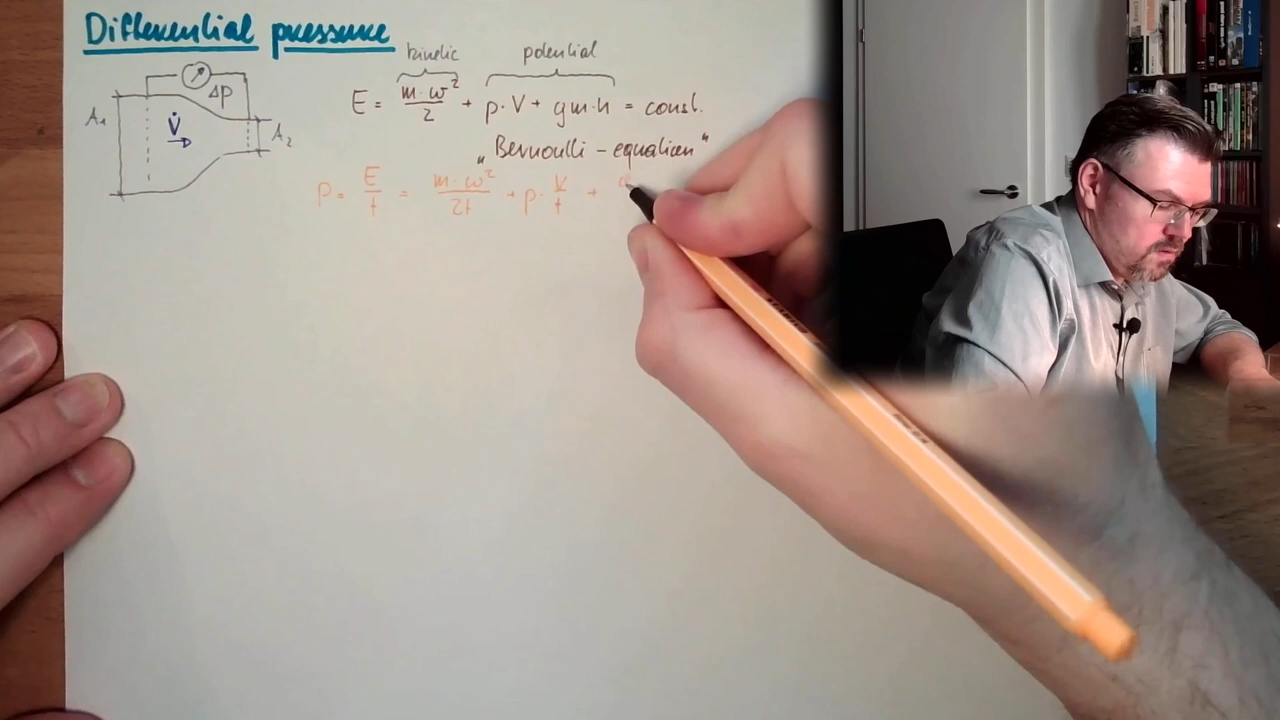 Differential pressure
kinetic potential
Δp
A₁ V̇ A₂
E = m·w²/2 + p·V + g·m·h = const.
„Bernoulli - equation"
P = E/t = m·w²/2t + p·V/t +